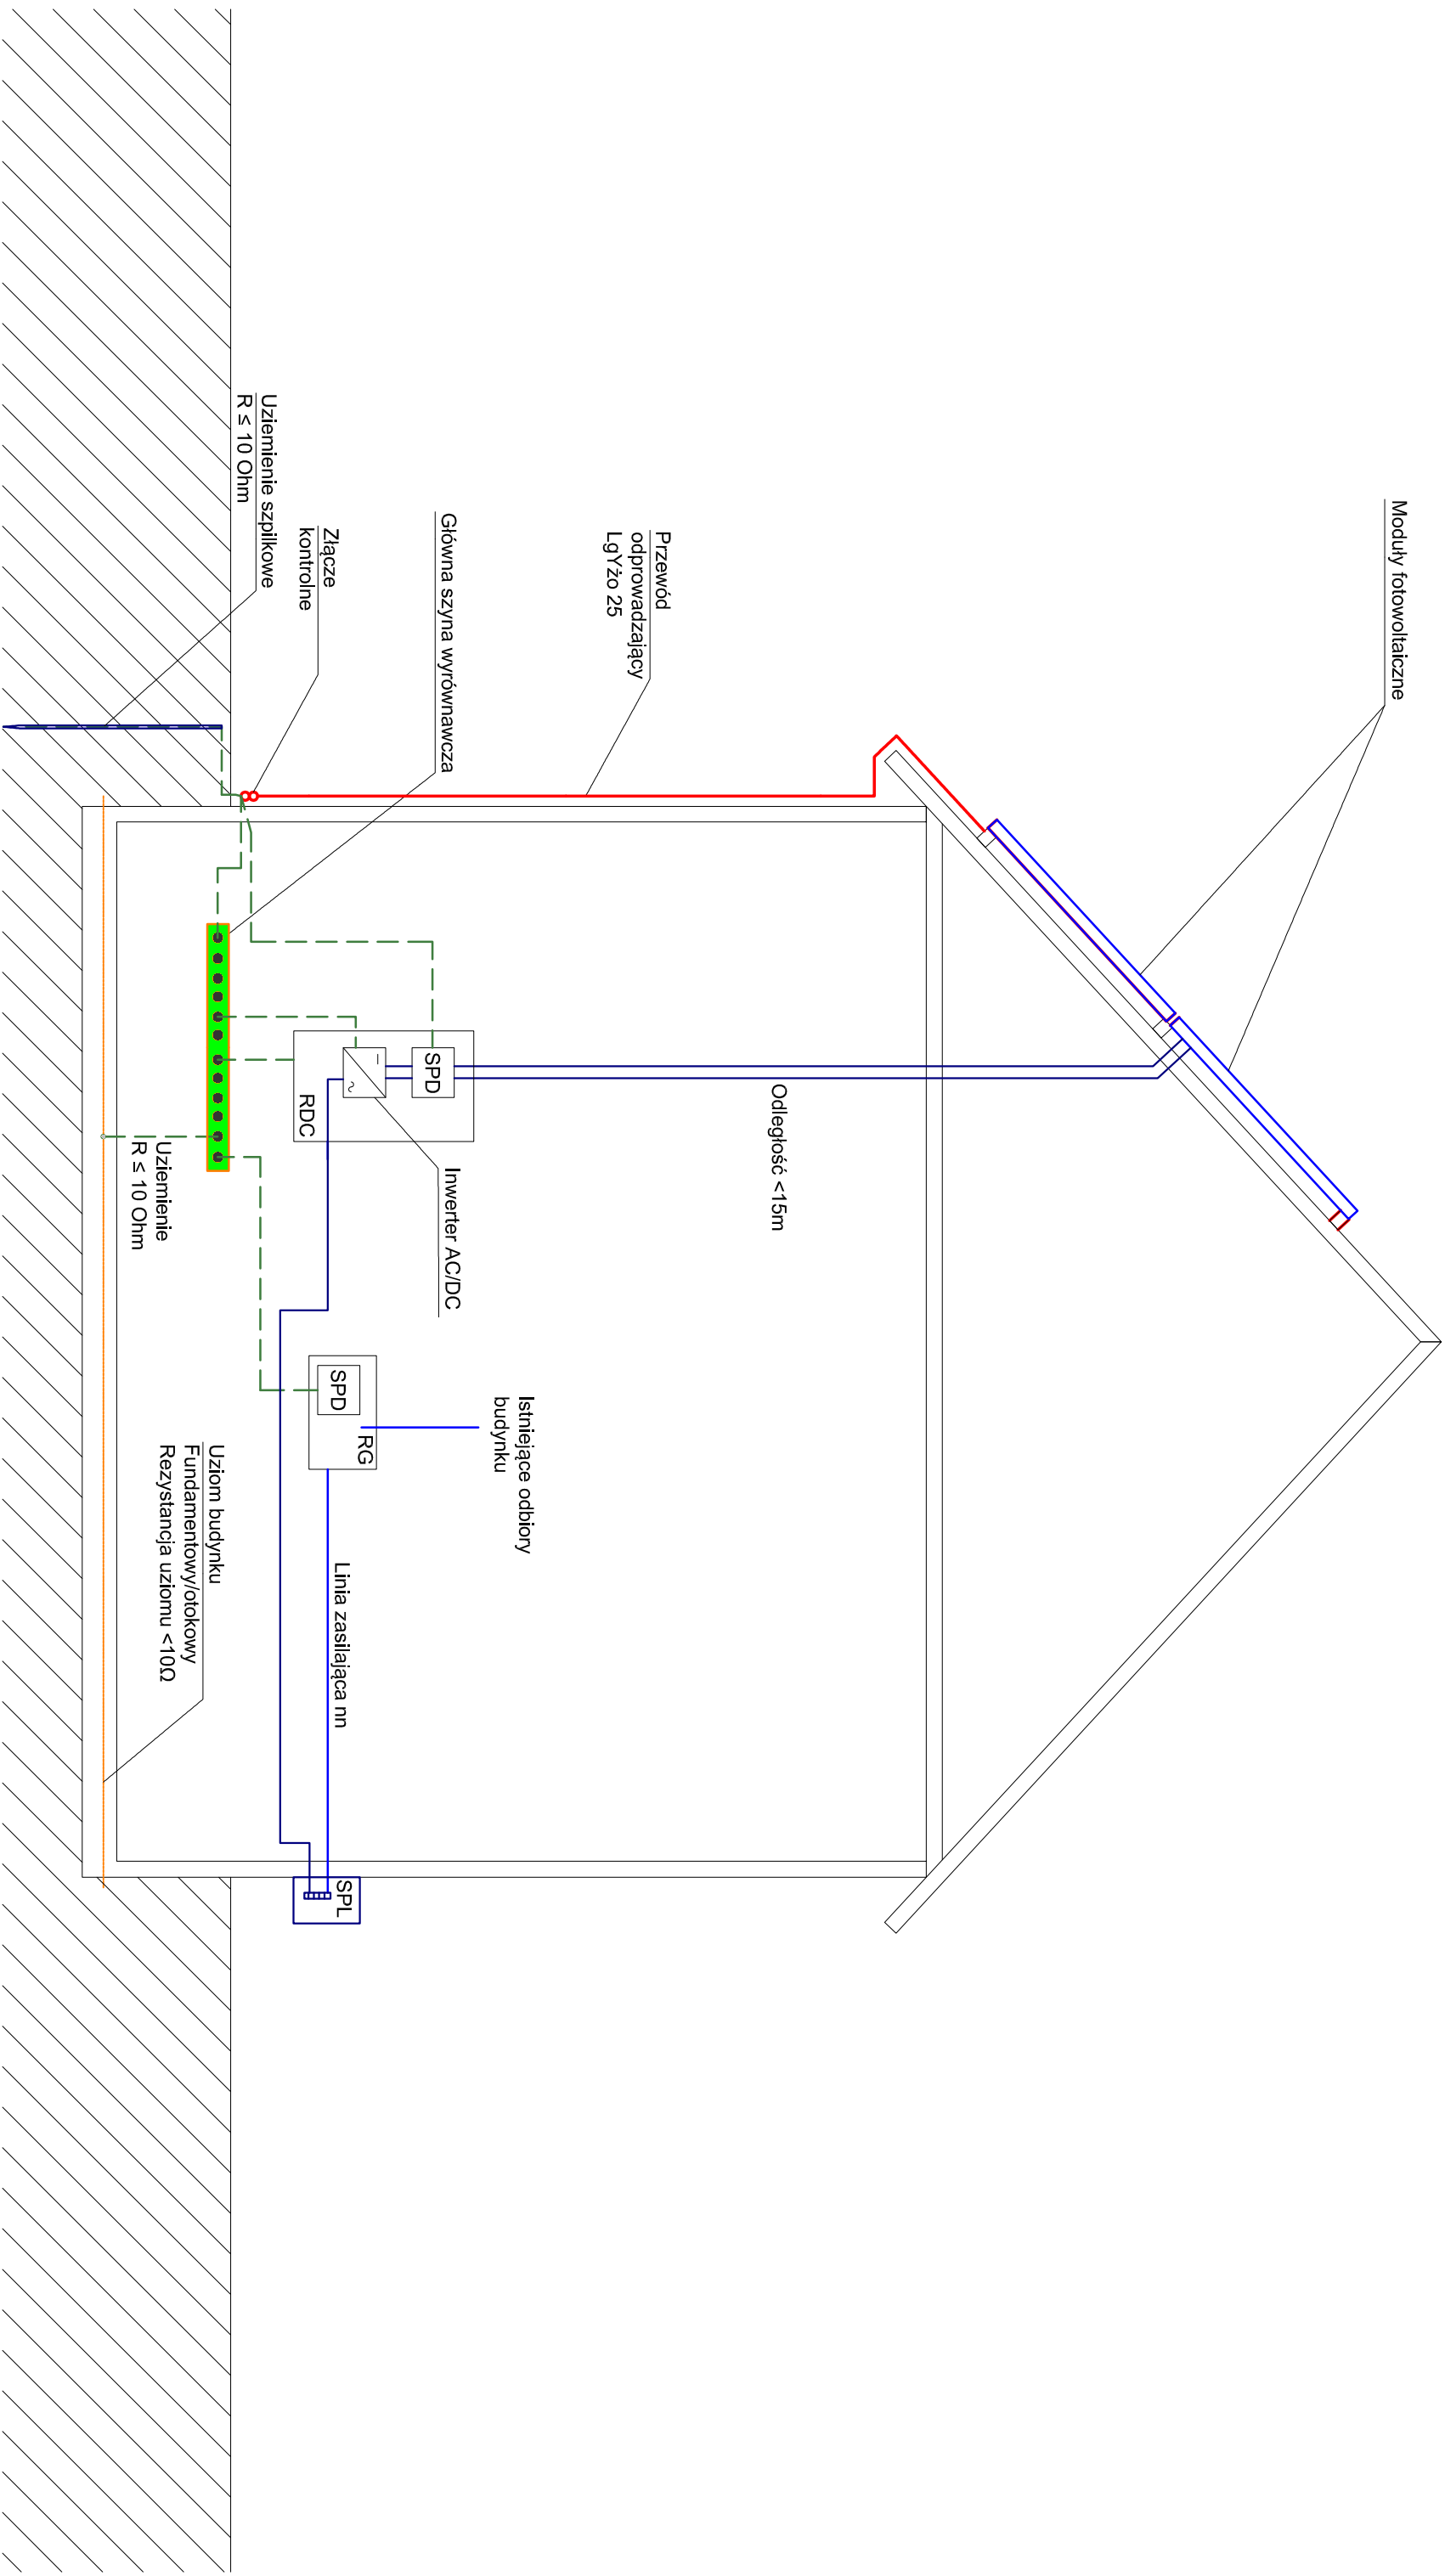 Moduły fotowoltaiczne
Przewód
odprowadzający
LgYżo 25
Główna szyna wyrównawcza
Złącze
kontrolne
Uziemienie szpilkowe
R ≤ 10 Ohm
Odległość <15m
SPD
–
~
RDC
Inwerter AC/DC
Uziemienie
R ≤ 10 Ohm
Istniejące odbiory
budynku
SPD
RG
Linia zasilająca nn
SPL
Uziom budynku
Fundamentowy/otokowy
Rezystancja uziomu <10Ω